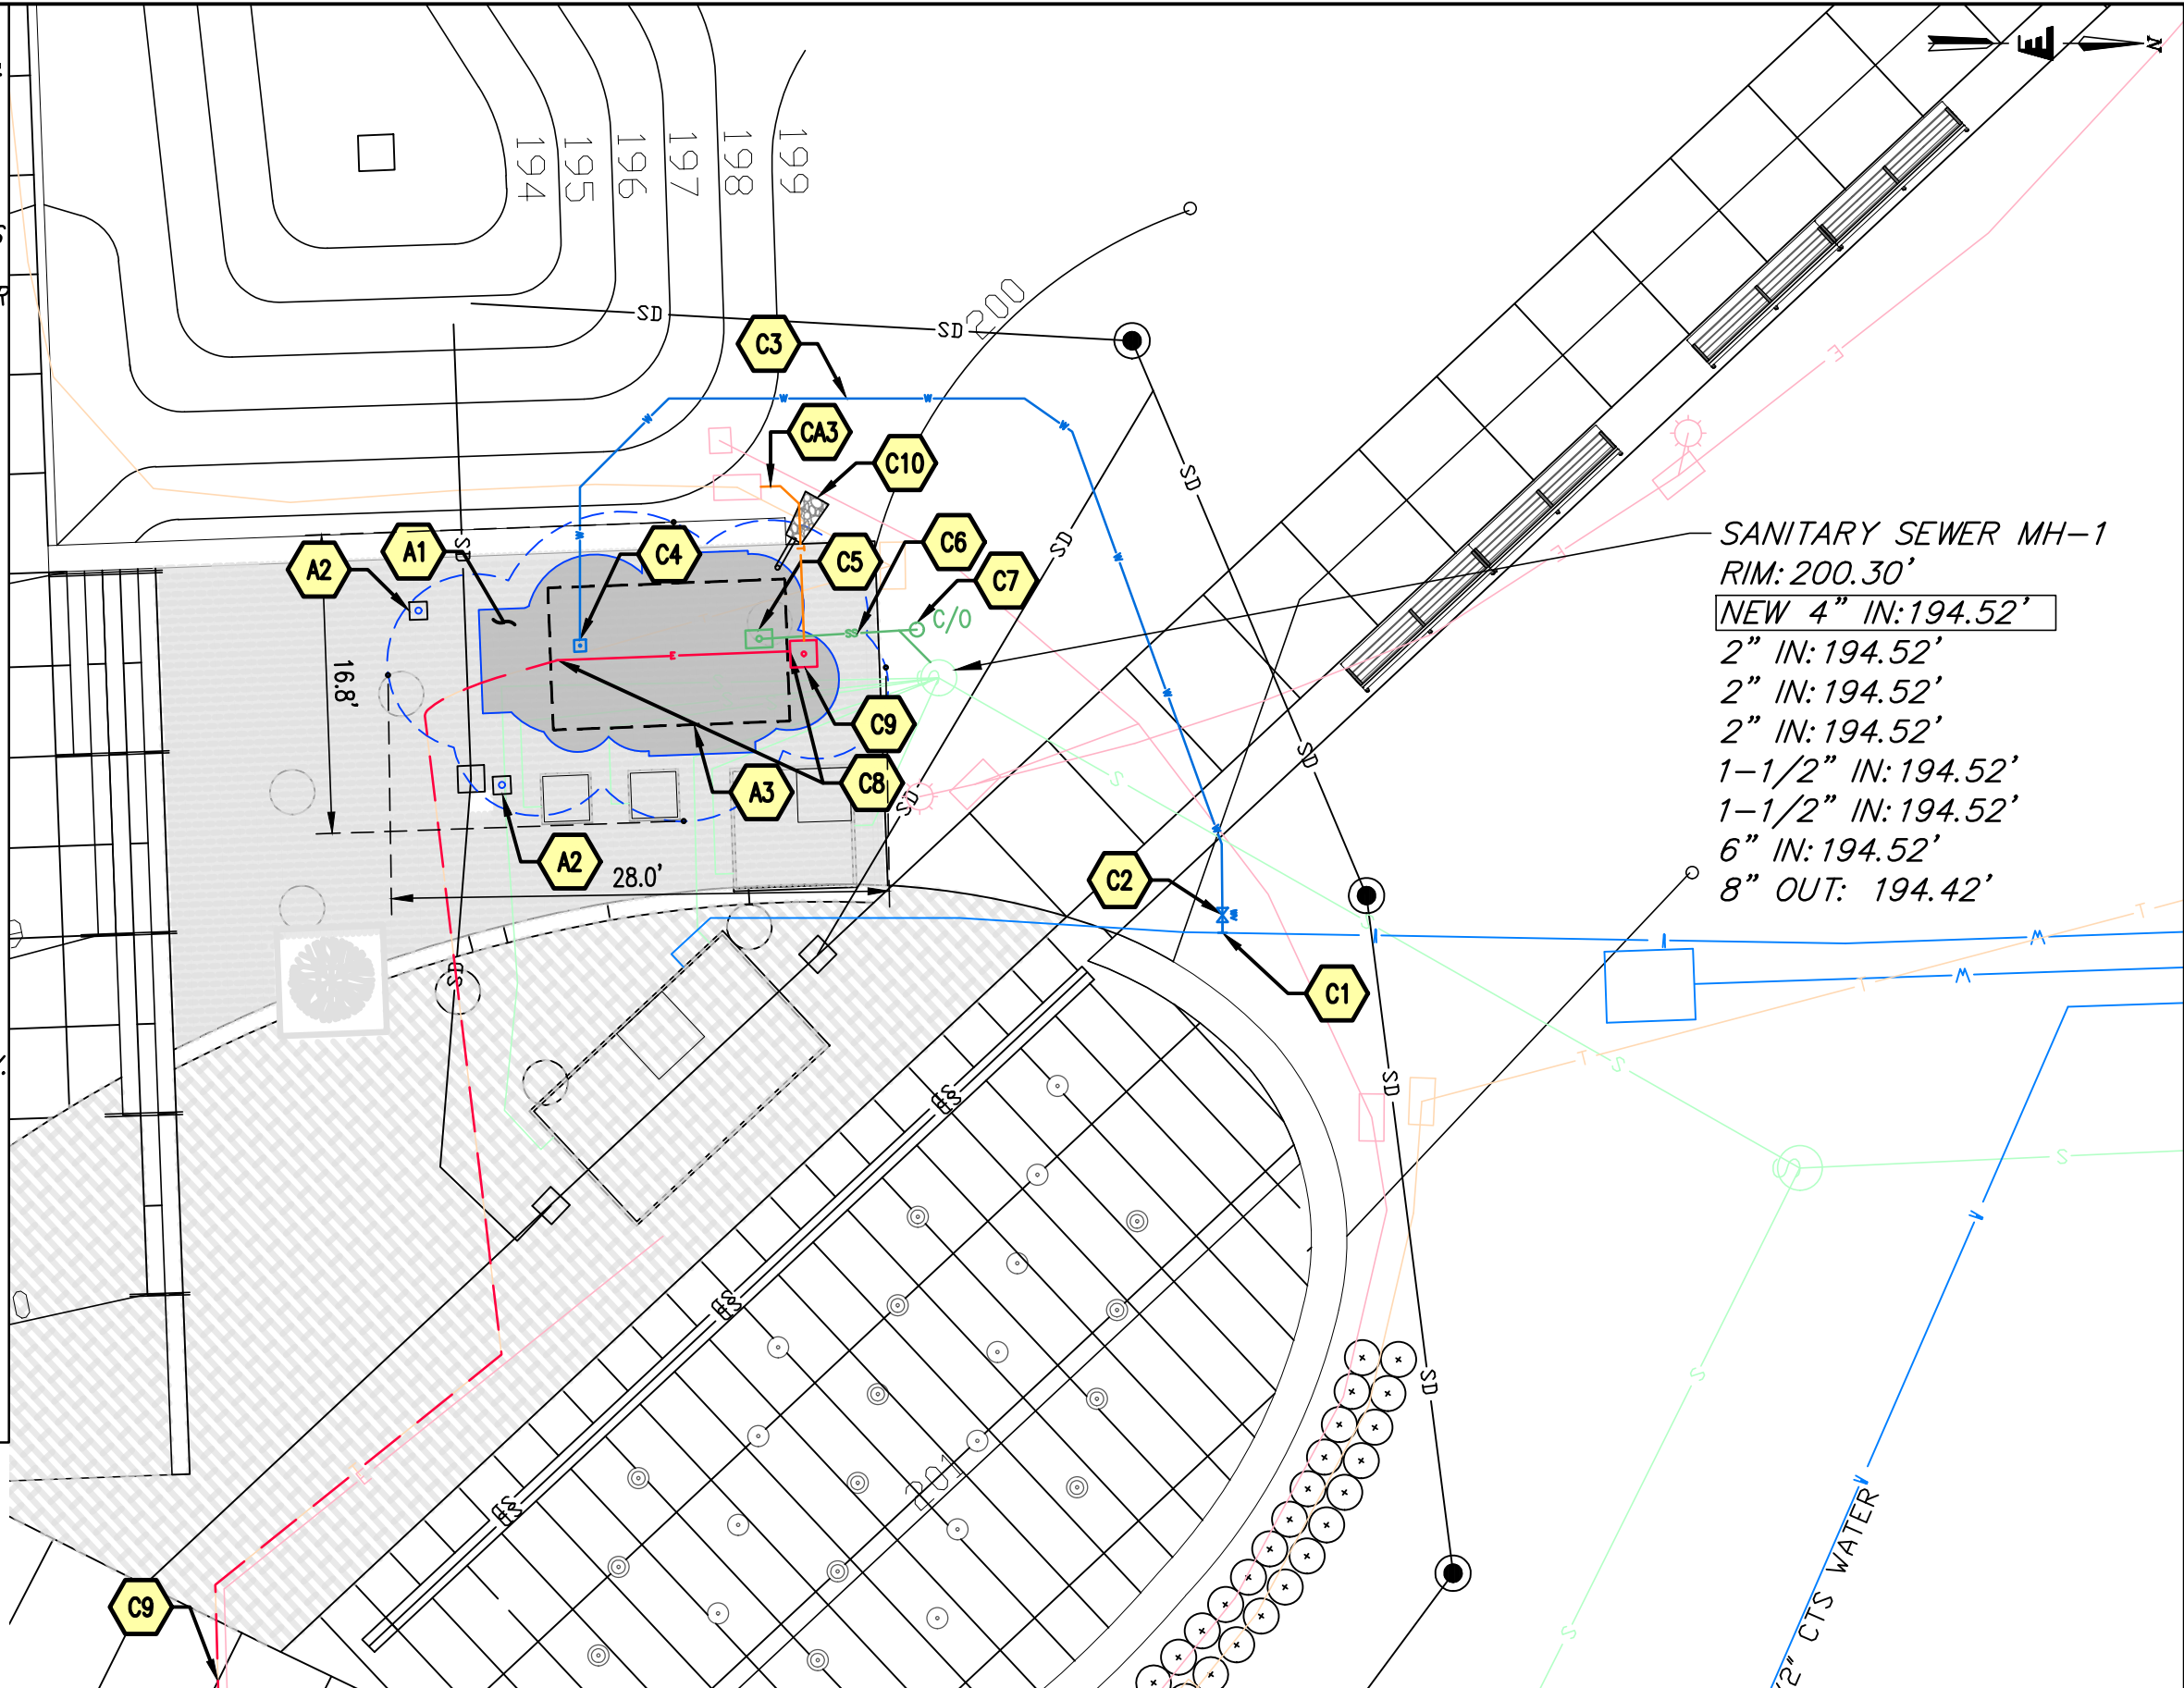 N
194
195
196
197
198
199
200
SD
SD
C3
CA3
C10
SD
SD
A1
A2
C4
C5
C6
C7
C/O
SD
SS
E
16.8'
C9
C8
A3
A2
28.0'
SD
SD
C2
C1
SD
SD
SD
201
C9
SANITARY SEWER MH-1
RIM: 200.30'
NEW 4" IN:194.52'
2" IN:194.52'
2" IN:194.52'
2" IN:194.52'
1-1/2" IN:194.52'
1-1/2" IN:194.52'
6" IN:194.52'
8" OUT: 194.42'
W
W
W
W
W
W
W
W
W
E
E
S
S
S
S
S
T
T
T
W
W
2" CTS WATER